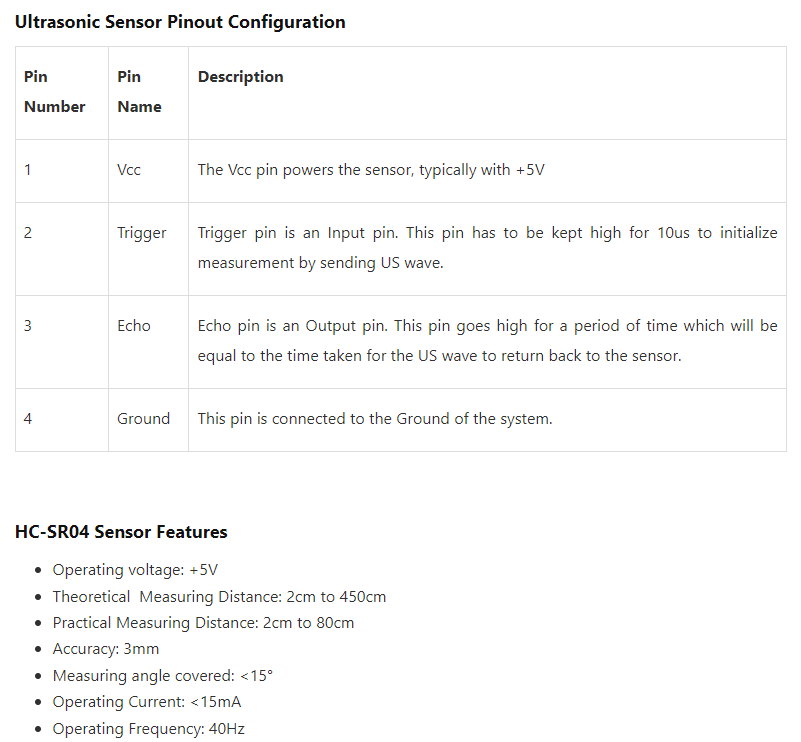 Ultrasonic Sensor Pinout Configuration
Pin Number
Pin Name
Description
1
Vcc
The Vcc pin powers the sensor, typically with +5V
2
Trigger
Trigger pin is an Input pin. This pin has to be kept high for 10us to initialize
measurement by sending US wave.
3
Echo
Echo pin is an Output pin. This pin goes high for a period of time which will be
equal to the time taken for the US wave to return back to the sensor.
4
Ground
This pin is connected to the Ground of the system.
HC-SR04 Sensor Features
• Operating voltage: +5V
• Theoretical  Measuring Distance: 2cm to 450cm
• Practical Measuring Distance: 2cm to 80cm
• Accuracy: 3mm
• Measuring angle covered: <15°
• Operating Current: <15mA
• Operating Frequency: 40Hz